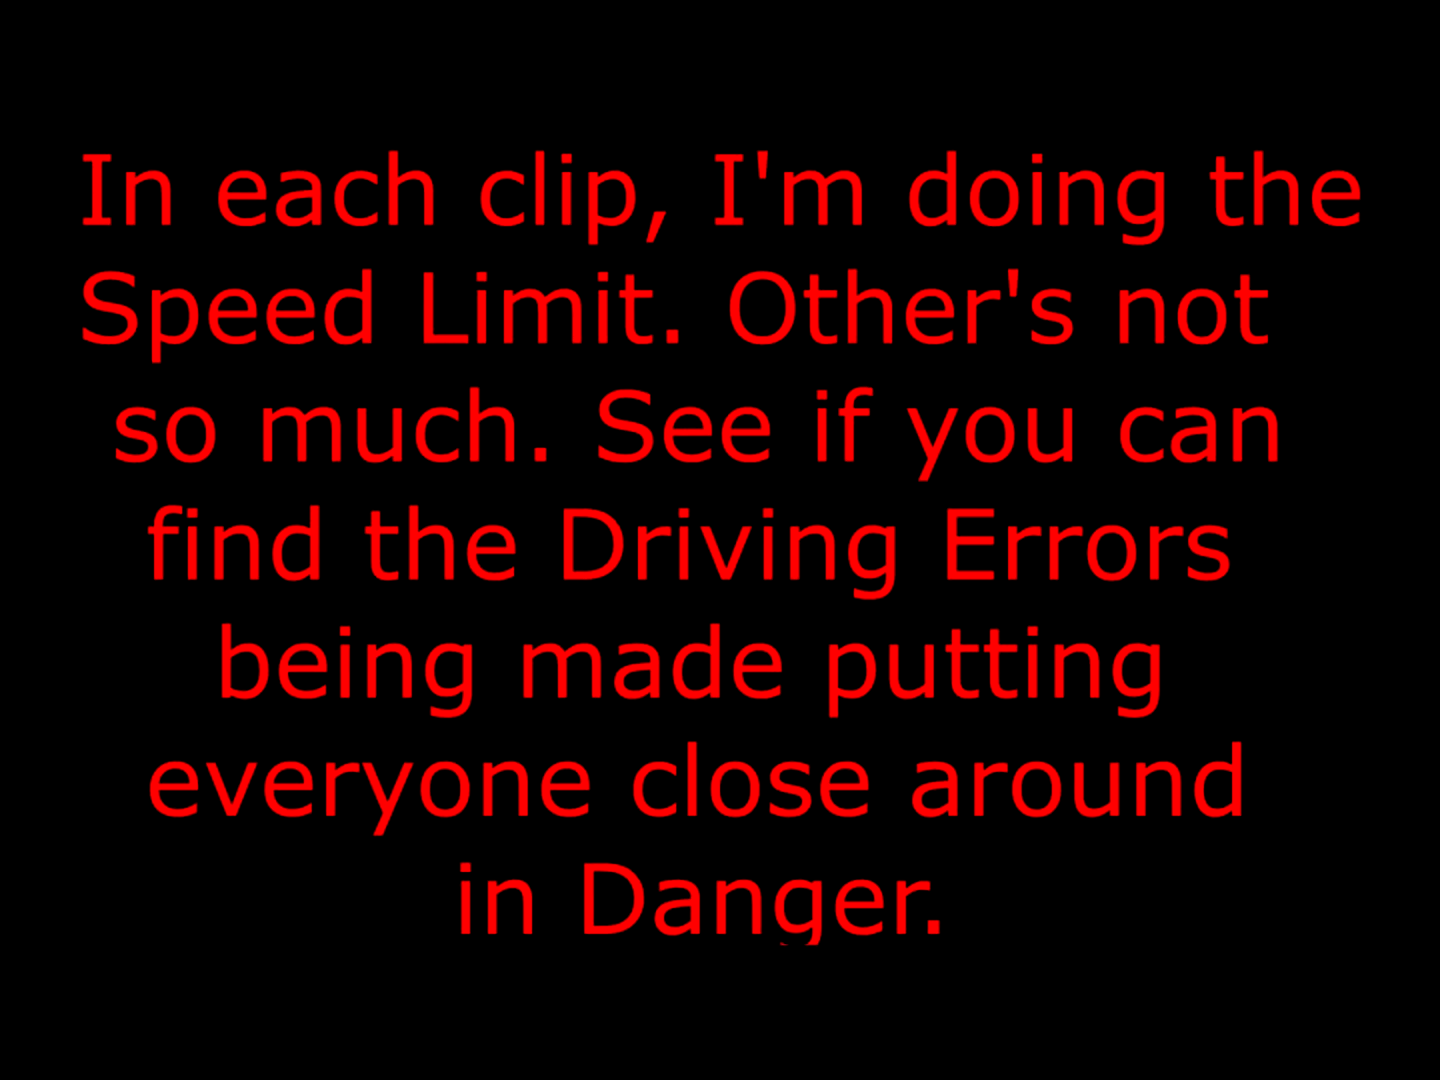 In each clip, I'm doing the
Speed Limit. Other's not
so much. See if you can
find the Driving Errors
being made putting
everyone close around
in Danger.